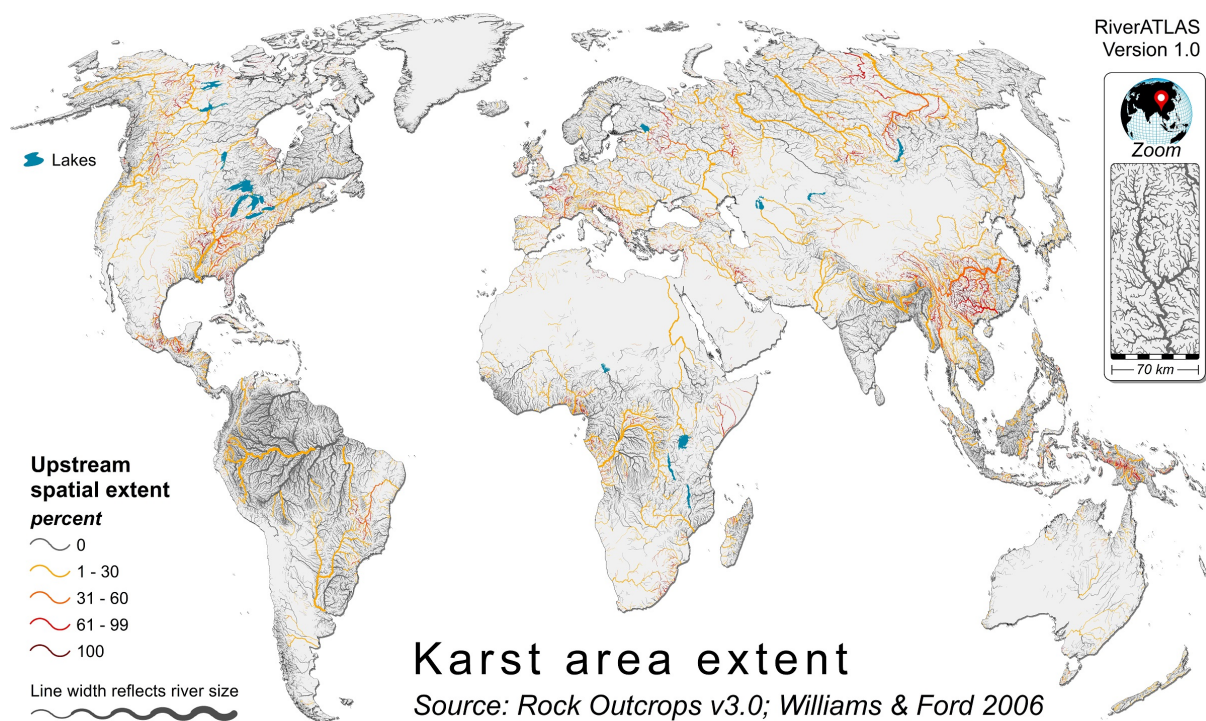 RiverATLAS
Version 1.0
Zoom
70 km
Lakes
Upstream
spatial extent
percent
0
1 - 30
31 - 60
61 - 99
100
Line width reflects river size
Karst area extent
Source: Rock Outcrops v3.0; Williams & Ford 2006